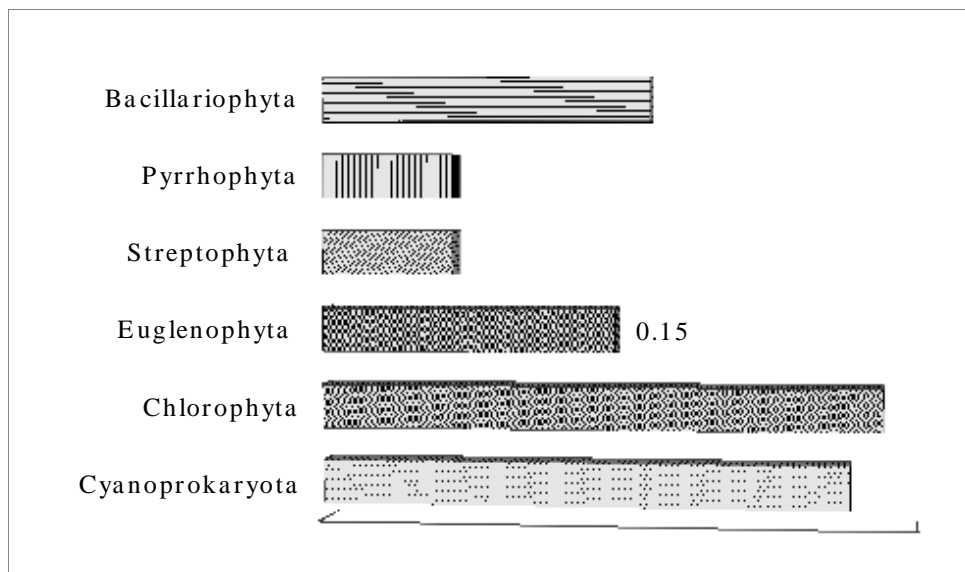 Bacillariophyta
Pyrrhophyta
Streptophyta
Euglenophyta 0.15
Chlorophyta
Cyanoprokaryota